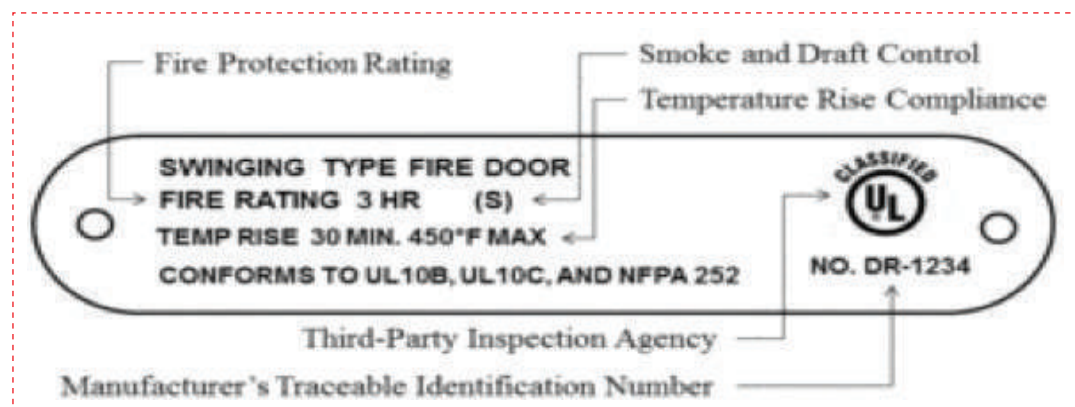 Fire Protection Rating
Smoke and Draft Control
Temperature Rise Compliance
SWINGING TYPE FIRE DOOR
FIRE RATING 3 HR (S)
TEMP RISE 30 MIN. 450°F MAX
CONFORMS TO UL10B, UL10C, AND NFPA 252
CLASSIFIED
UL
NO. DR-1234
Third-Party Inspection Agency
Manufacturer's Traceable Identification Number